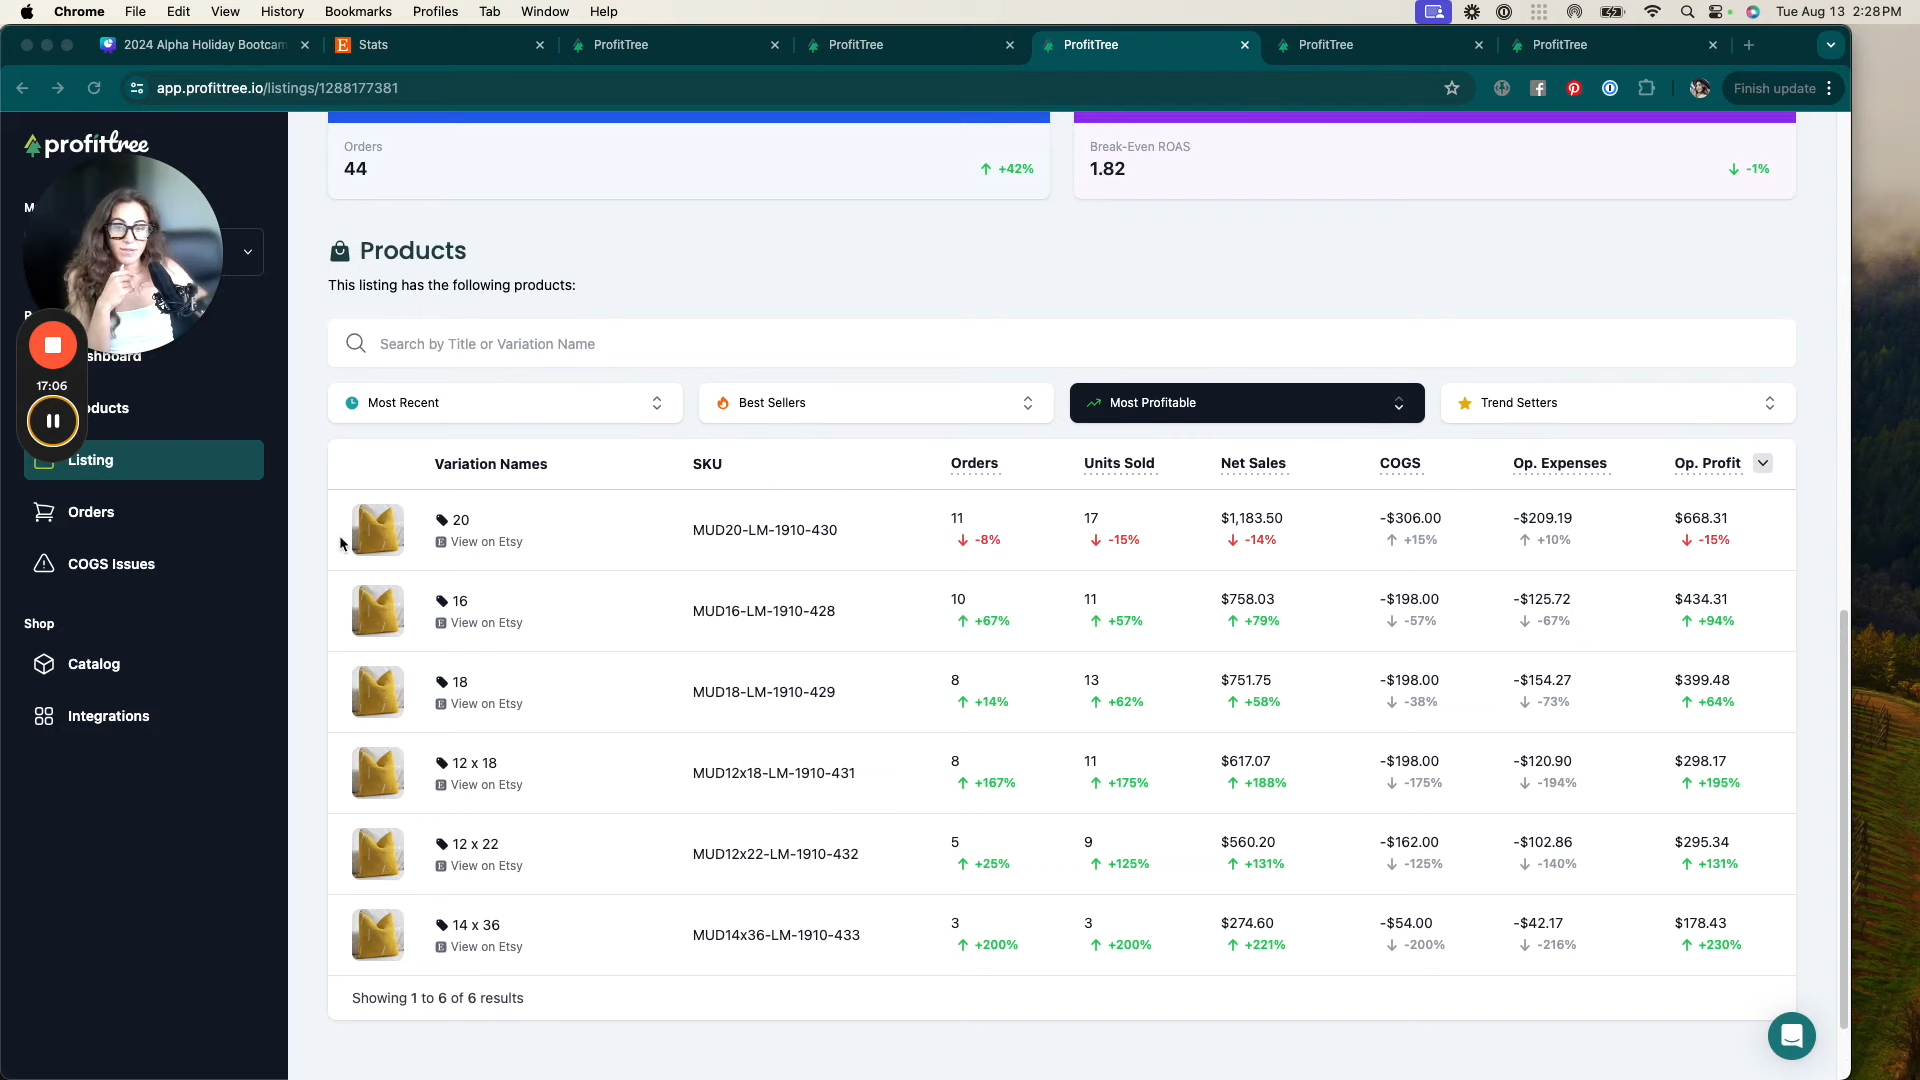 Chrome File Edit View History Bookmarks Profiles Tab Window Help Tue Aug 13 2:28 PM
2024 Alpha Holiday Bootcam Stats ProfitTree ProfitTree ProfitTree ProfitTree ProfitTree
app.profittree.io/listings/1288177381 Finish update
profittree
M
17:06
shboard
ducts
Listing
Orders
COGS Issues
Shop
Catalog
Integrations
Orders
44
+42%
Break-Even ROAS
1.82
-1%
Products
This listing has the following products:
Search by Title or Variation Name
Most Recent Best Sellers Most Profitable Trend Setters
Variation Names SKU Orders Units Sold Net Sales COGS Op. Expenses Op. Profit
20 MUD20-LM-1910-430 11 17 $1,183.50 -$306.00 -$209.19 $668.31
View on Etsy -8% -15% -14% +15% +10% -15%
16 MUD16-LM-1910-428 10 11 $758.03 -$198.00 -$125.72 $434.31
View on Etsy +67% +57% +79% -57% -67% +94%
18 MUD18-LM-1910-429 8 13 $751.75 -$198.00 -$154.27 $399.48
View on Etsy +14% +62% +58% -38% -73% +64%
12 x 18 MUD12x18-LM-1910-431 8 11 $617.07 -$198.00 -$120.90 $298.17
View on Etsy +167% +175% +188% -175% -194% +195%
12 x 22 MUD12x22-LM-1910-432 5 9 $560.20 -$162.00 -$102.86 $295.34
View on Etsy +25% +125% +131% -125% -140% +131%
14 x 36 MUD14x36-LM-1910-433 3 3 $274.60 -$54.00 -$42.17 $178.43
View on Etsy +200% +200% +221% -200% -216% +230%
Showing 1 to 6 of 6 results